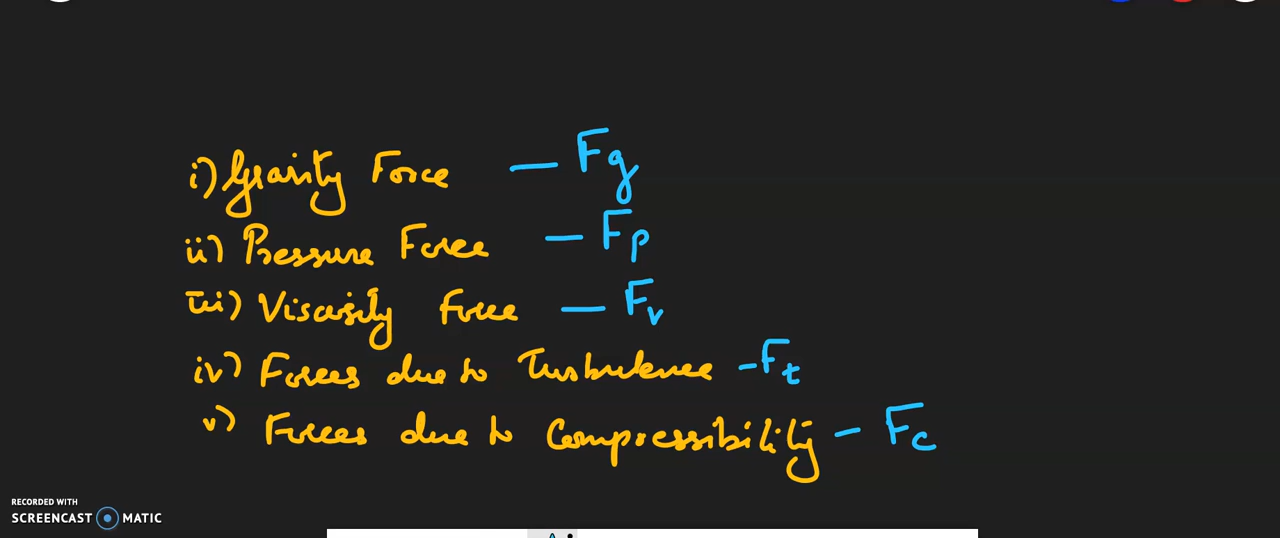 i) Gravity Force — Fg
ii) Pressure Force — Fp
iii) Viscosity Force — Fv
iv) Forces due to Turbulence - Ft
v) Forces due to Compressibility - Fc
RECORDED WITH
SCREENCAST MATIC